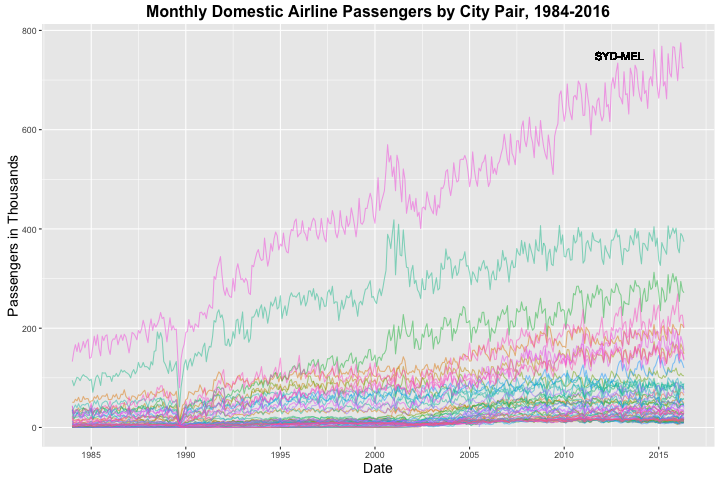 Monthly Domestic Airline Passengers by City Pair, 1984-2016
SYD-MEL
800
600
400
200
0
Passengers in Thousands
1985 1990 1995 2000 2005 2010 2015
Date